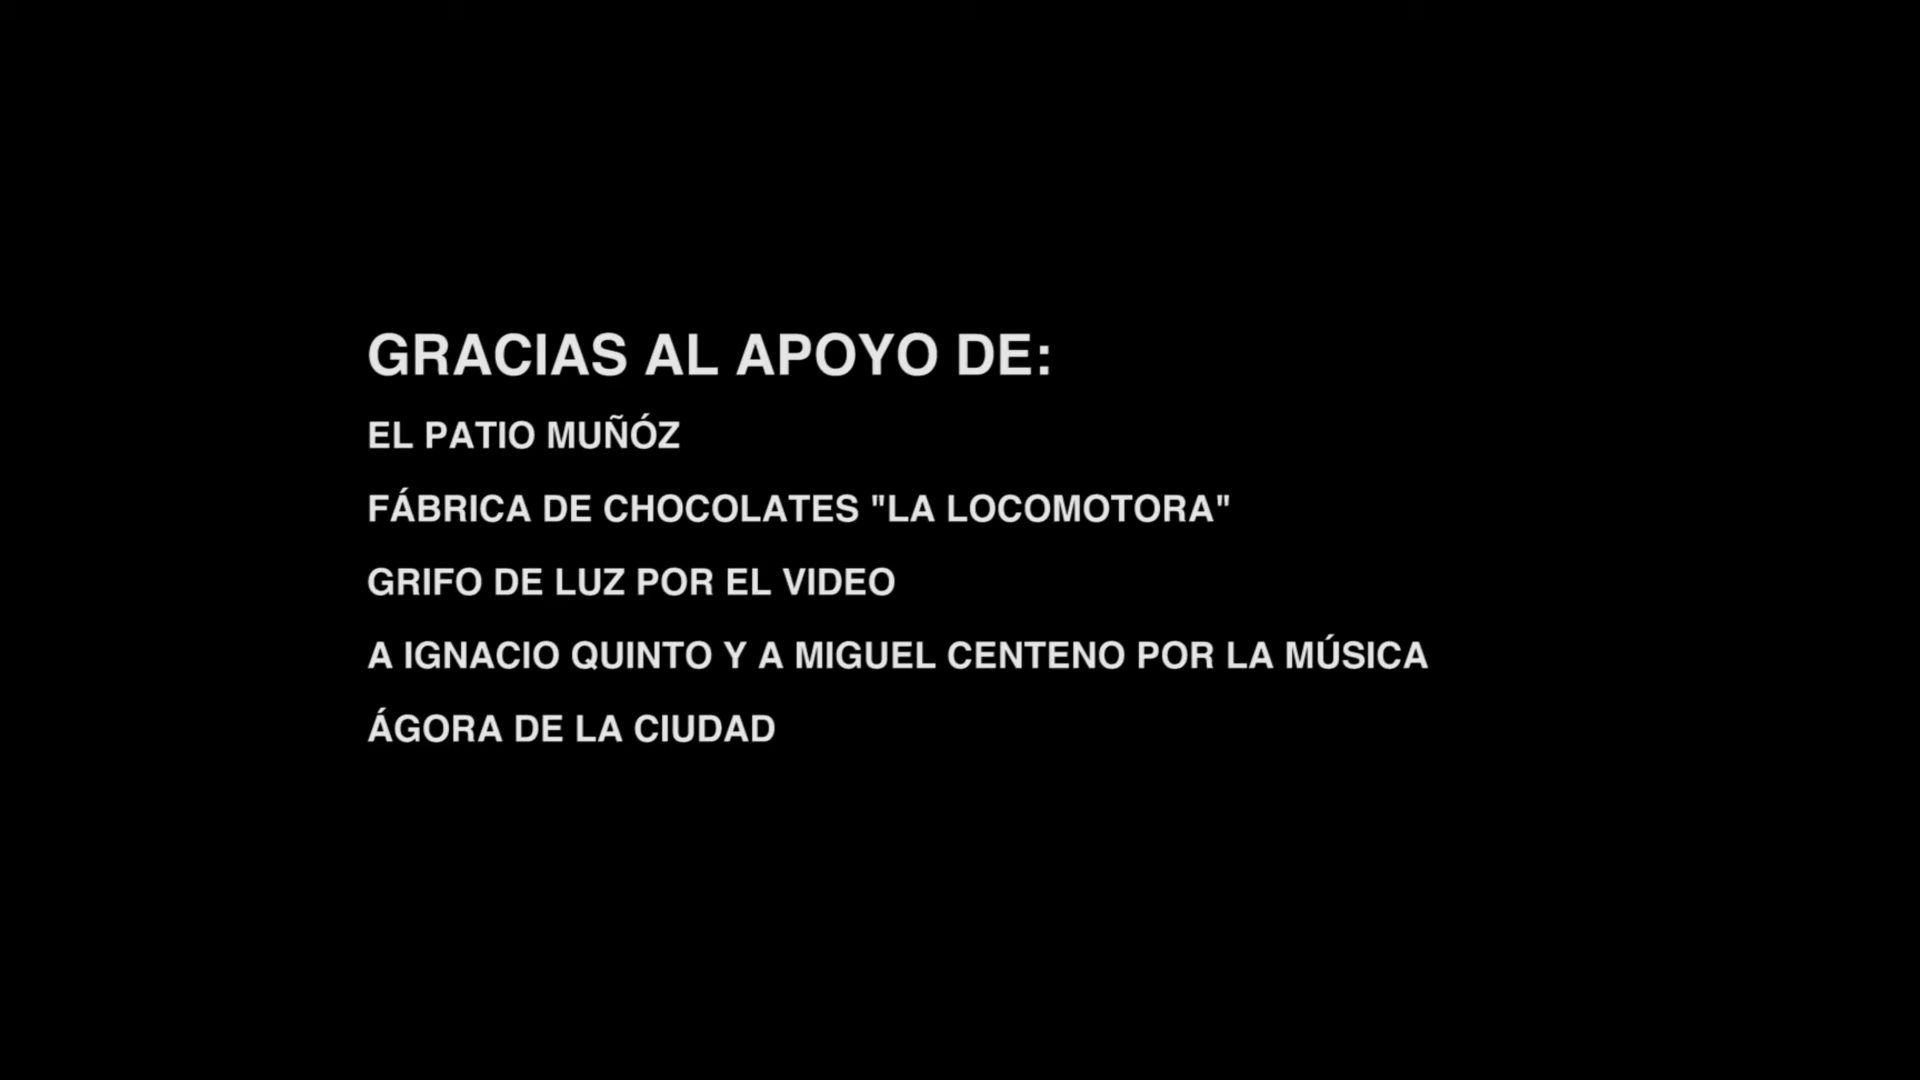 GRACIAS AL APOYO DE:
EL PATIO MUÑÓZ
FÁBRICA DE CHOCOLATES "LA LOCOMOTORA"
GRIFO DE LUZ POR EL VIDEO
A IGNACIO QUINTO Y A MIGUEL CENTENO POR LA MÚSICA
ÁGORA DE LA CIUDAD